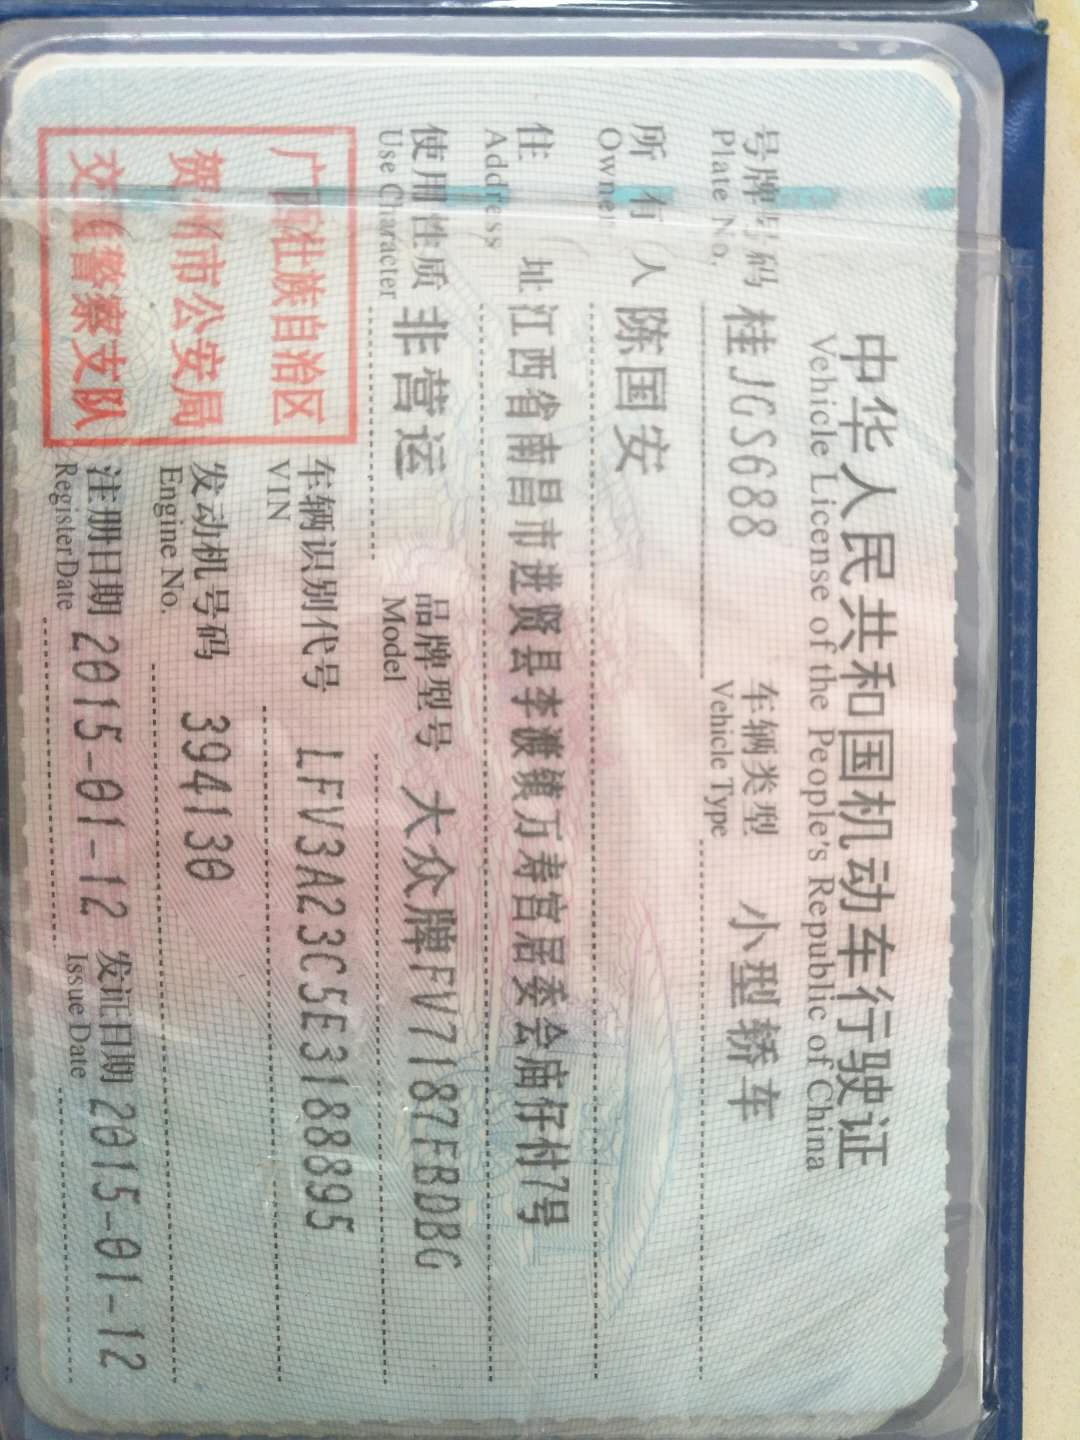 中华人民共和国机动车行驶证
Vehicle License of the People's Republic of China
号牌号码 桂JGS688 车辆类型 小型轿车
Plate No. Vehicle Type
所有人 陈国安
Owner
住址 江西省南昌市进贤县李渡镇万寿宫居委会庙仔村7号
Address
使用性质 非营运 品牌型号 大众牌FV7187FBDBG
Use Character Model
广西壮族自治区
贺州市公安局
交通警察支队
车辆识别代号 LFV3A23C5E3188895
VIN
发动机号码 394130
Engine No.
注册日期 2015-01-12 发证日期 2015-01-12
Register Date Issue Date